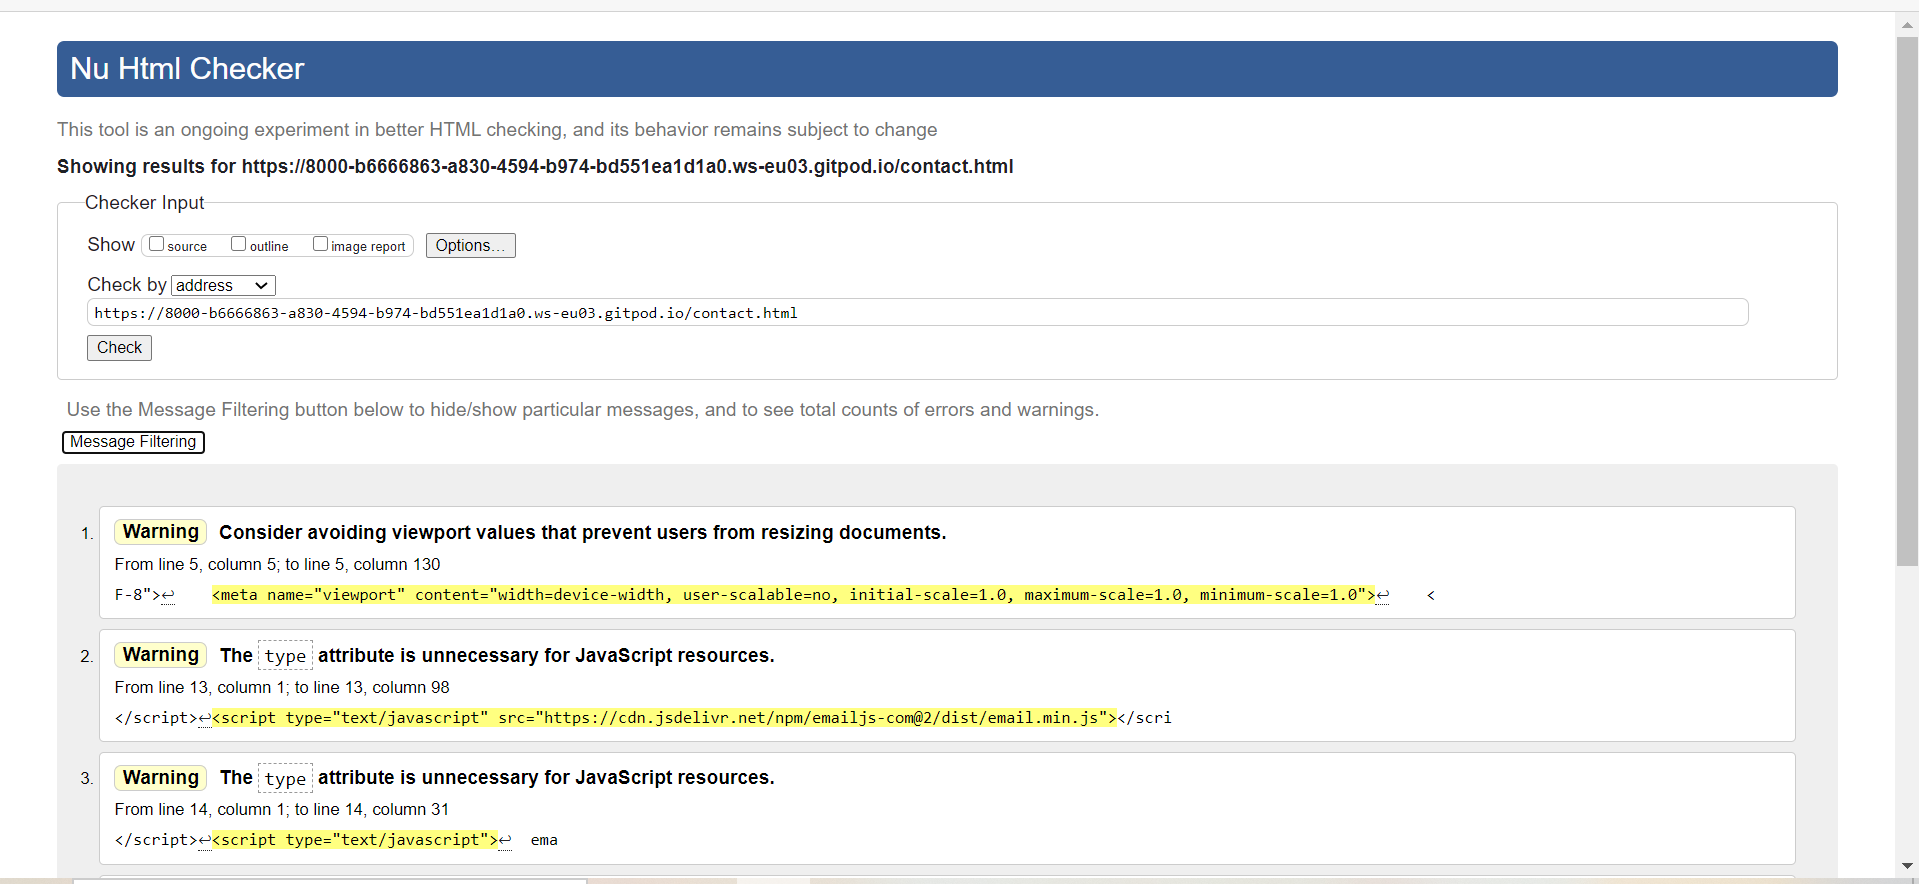 Nu Html Checker
This tool is an ongoing experiment in better HTML checking, and its behavior remains subject to change
Showing results for https://8000-b6666863-a830-4594-b974-bd551ea1d1a0.ws-eu03.gitpod.io/contact.html
Checker Input
Show source outline image report Options...
Check by address
https://8000-b6666863-a830-4594-b974-bd551ea1d1a0.ws-eu03.gitpod.io/contact.html
Check
Use the Message Filtering button below to hide/show particular messages, and to see total counts of errors and warnings.
Message Filtering
1. Warning Consider avoiding viewport values that prevent users from resizing documents.
From line 5, column 5; to line 5, column 130
F-8">↩ <meta name="viewport" content="width=device-width, user-scalable=no, initial-scale=1.0, maximum-scale=1.0, minimum-scale=1.0">↩ <
2. Warning The type attribute is unnecessary for JavaScript resources.
From line 13, column 1; to line 13, column 98
</script>↩<script type="text/javascript" src="https://cdn.jsdelivr.net/npm/emailjs-com@2/dist/email.min.js"></scri
3. Warning The type attribute is unnecessary for JavaScript resources.
From line 14, column 1; to line 14, column 31
</script>↩<script type="text/javascript">↩ ema